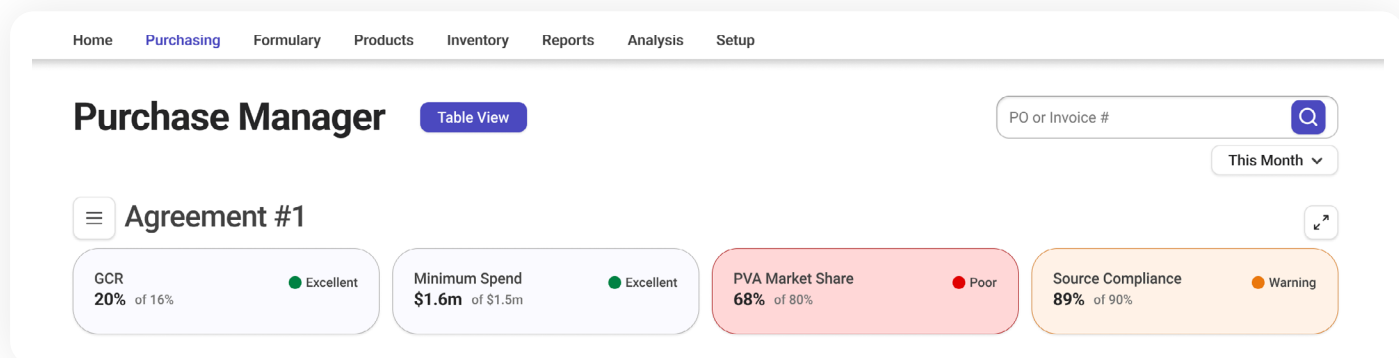 Home Purchasing Formulary Products Inventory Reports Analysis Setup
Purchase Manager Table View PO or Invoice #
This Month
Agreement #1
GCR Excellent
20% of 16%
Minimum Spend Excellent
$1.6m of $1.5m
PVA Market Share Poor
68% of 80%
Source Compliance Warning
89% of 90%